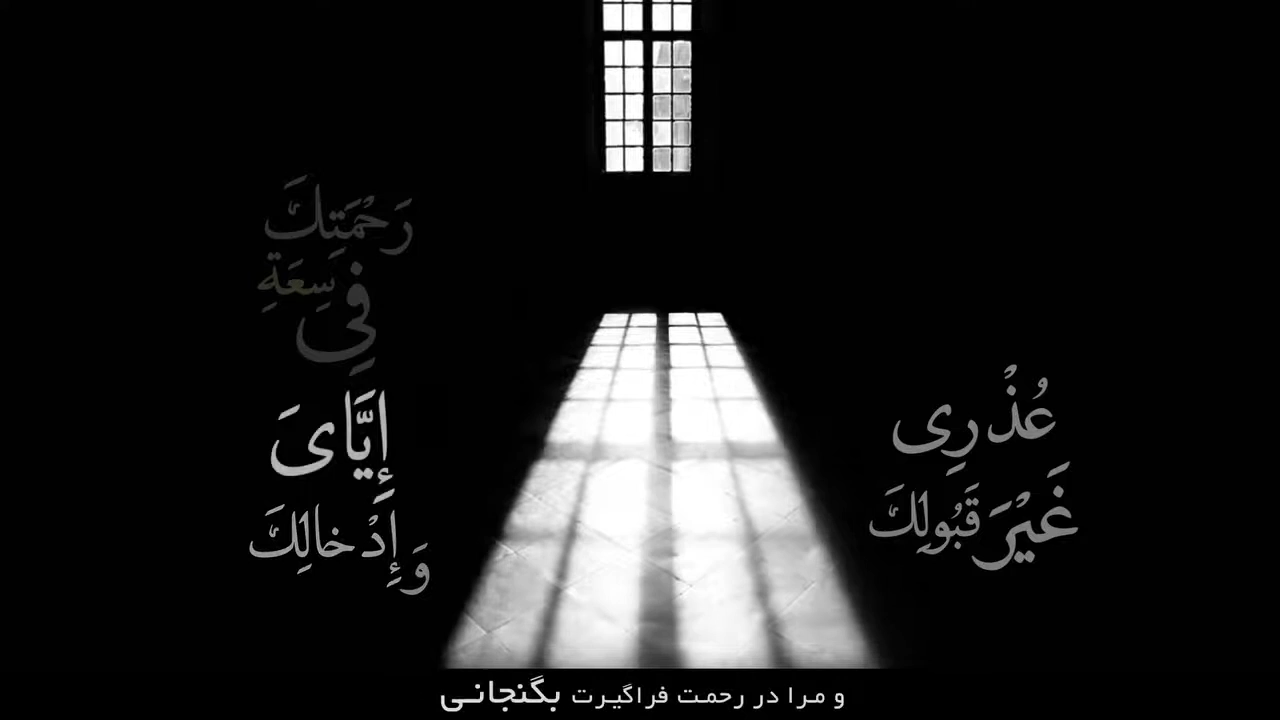 غَیْرَ قَبُولِكَ
عُذْرِی
وَ إِدْخالِكَ
إِیَّایَ
فِی سِعَةِ
رَحْمَتِكَ
و مرا در رحمت فراگیرت بگنجانی